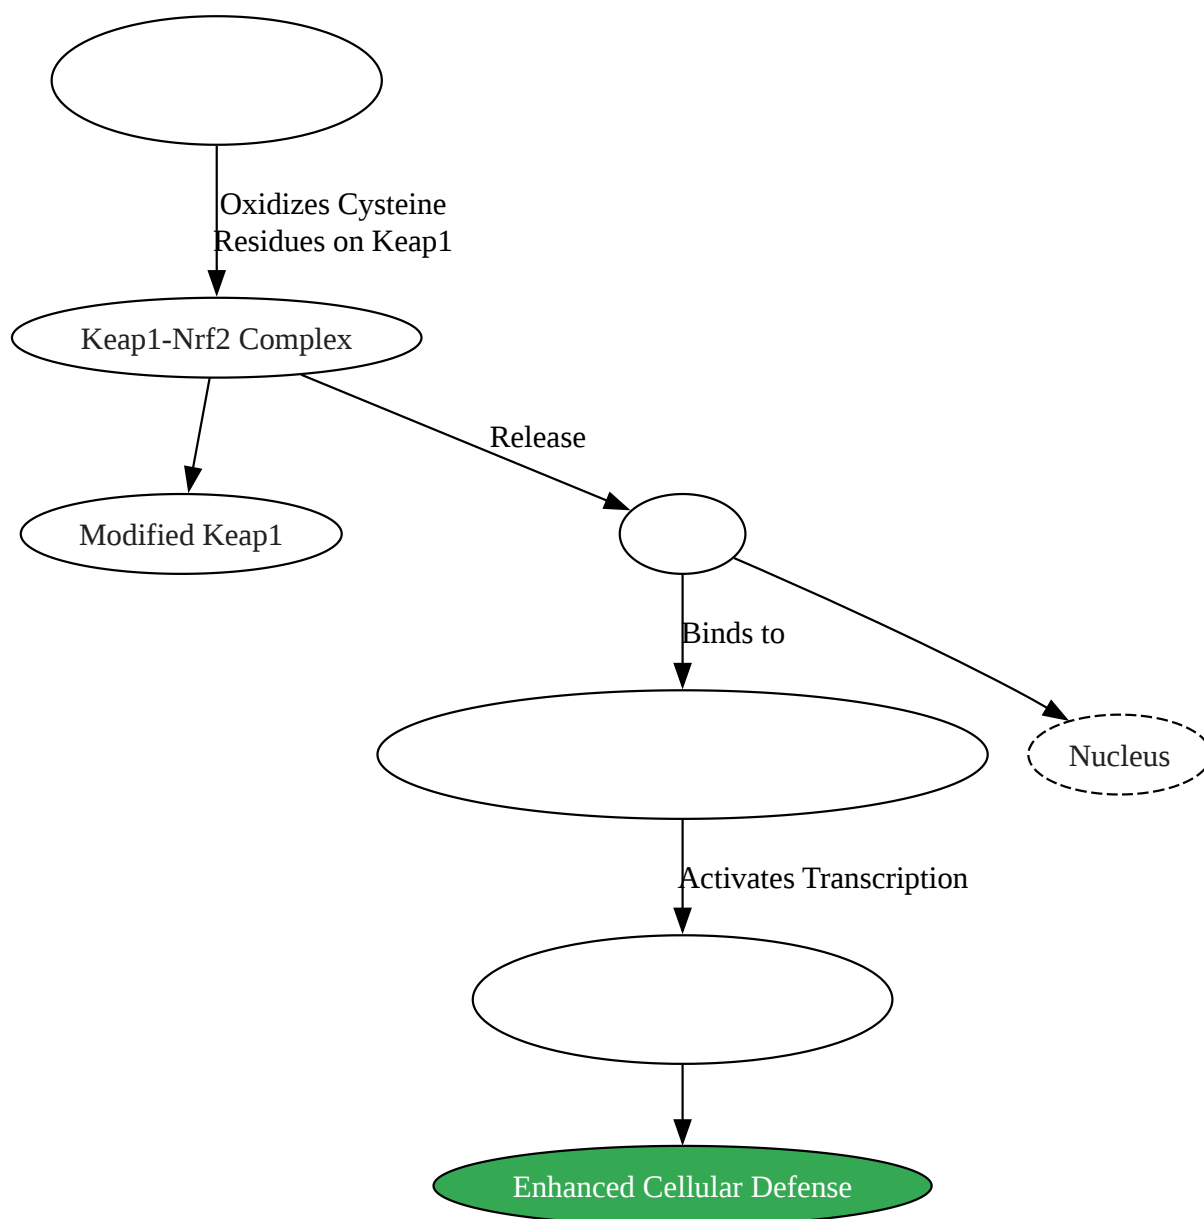 Oxidizes Cysteine
Residues on Keap1
Keap1-Nrf2 Complex
Release
Modified Keap1
Binds to
Nucleus
Activates Transcription
Enhanced Cellular Defense